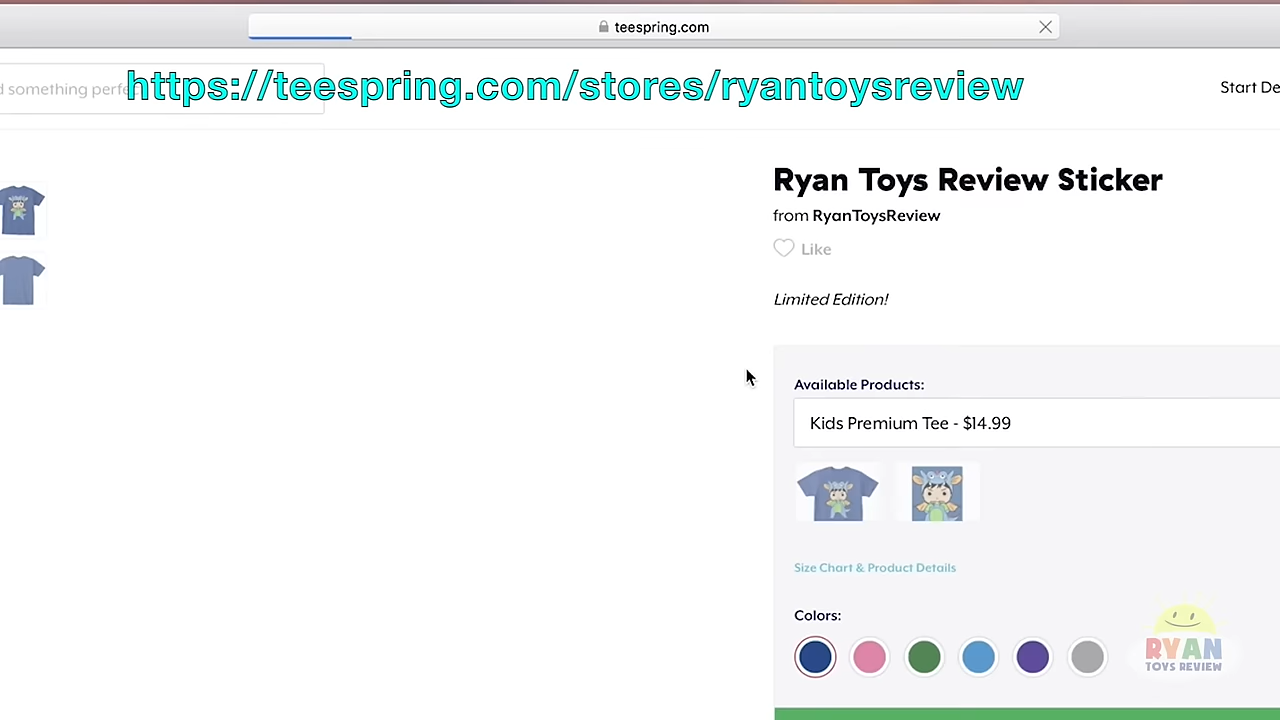 teespring.com
https://teespring.com/stores/ryantoysreview
d something
Start De
Ryan Toys Review Sticker
from RyanToysReview
Like
Limited Edition!
Available Products:
Kids Premium Tee - $14.99
Size Chart & Product Details
Colors:
RYAN
TOYS REVIEW